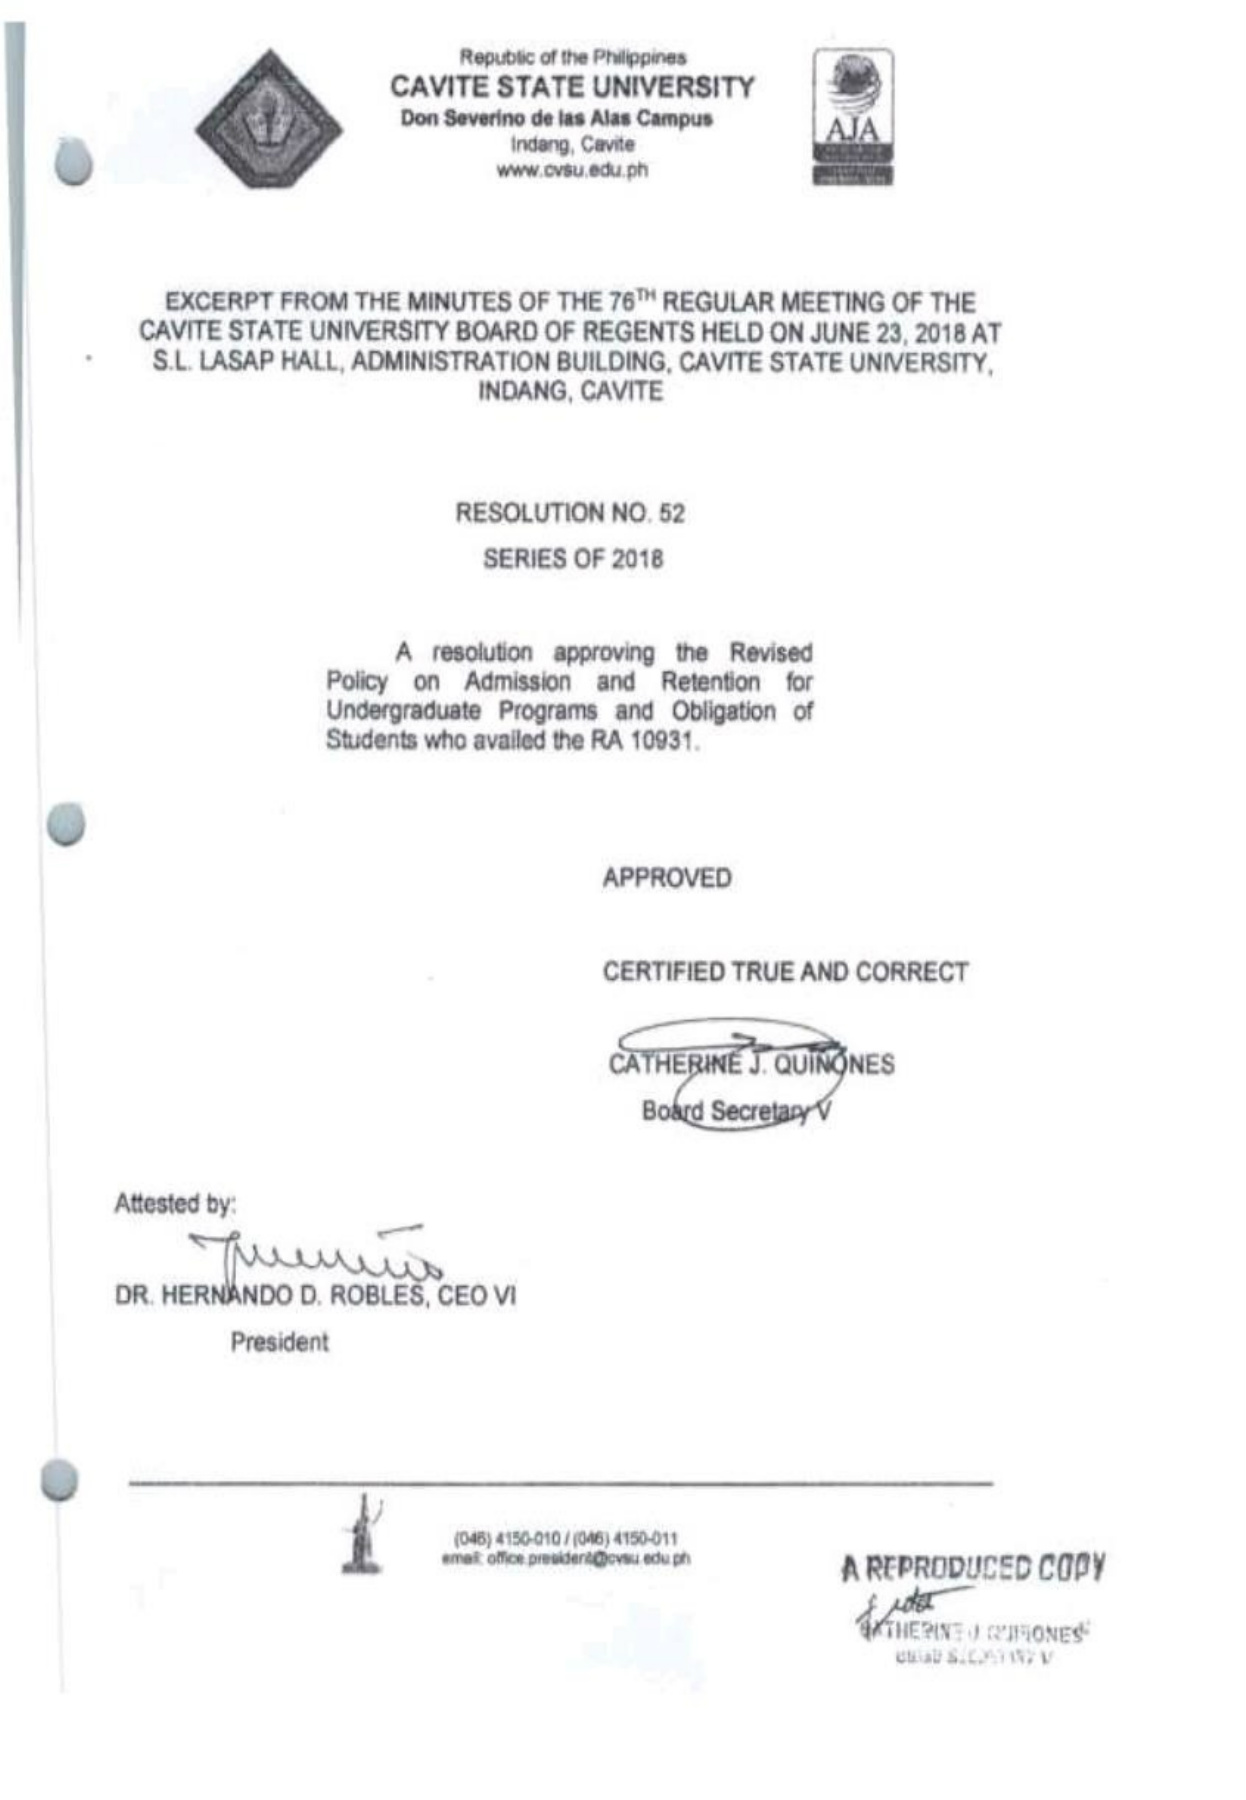 Republic of the Philippines
CAVITE STATE UNIVERSITY
Don Severino de las Alas Campus
Indang, Cavite
www.cvsu.edu.ph
AJA
EXCERPT FROM THE MINUTES OF THE 76TH REGULAR MEETING OF THE
CAVITE STATE UNIVERSITY BOARD OF REGENTS HELD ON JUNE 23, 2018 AT
S.L. LASAP HALL, ADMINISTRATION BUILDING, CAVITE STATE UNIVERSITY,
INDANG, CAVITE
RESOLUTION NO. 52
SERIES OF 2018
A resolution approving the Revised
Policy on Admission and Retention for
Undergraduate Programs and Obligation of
Students who availed the RA 10931.
APPROVED
CERTIFIED TRUE AND CORRECT
CATHERINE J. QUIÑONES
Board Secretary V
Attested by:
DR. HERNANDO D. ROBLES, CEO VI
President
(046) 4150-010 / (046) 4150-011
email: office.president@cvsu.edu.ph
A REPRODUCED COPY
CATHERINE J QUIÑONES